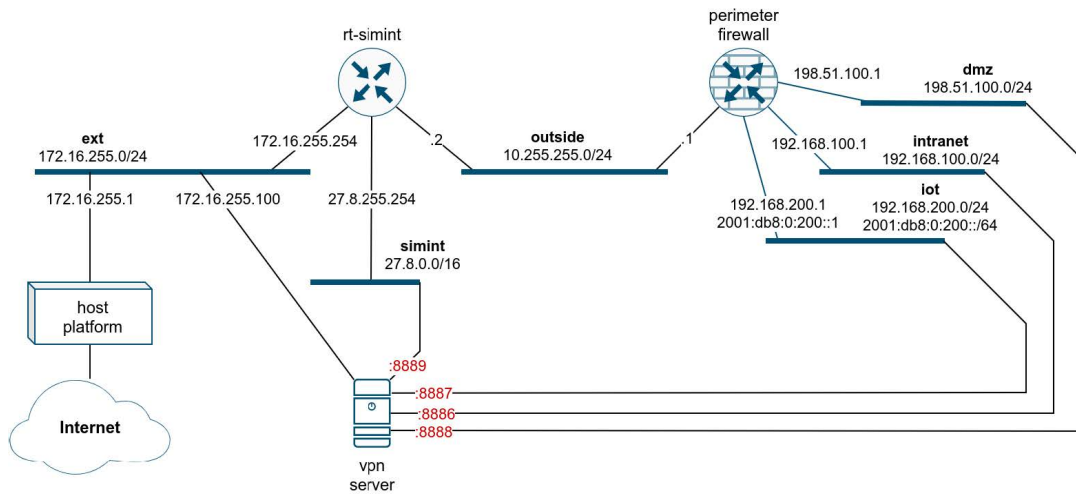 rt-simint
perimeter
firewall
198.51.100.1
dmz
198.51.100.0/24
ext
172.16.255.0/24
172.16.255.254
.2
outside
10.255.255.0/24
.1
192.168.100.1
intranet
192.168.100.0/24
172.16.255.1
172.16.255.100
27.8.255.254
192.168.200.1
2001:db8:0:200::1
iot
192.168.200.0/24
2001:db8:0:200::/64
simint
27.8.0.0/16
host
platform
:8889
:8887
:8886
:8888
Internet
vpn
server